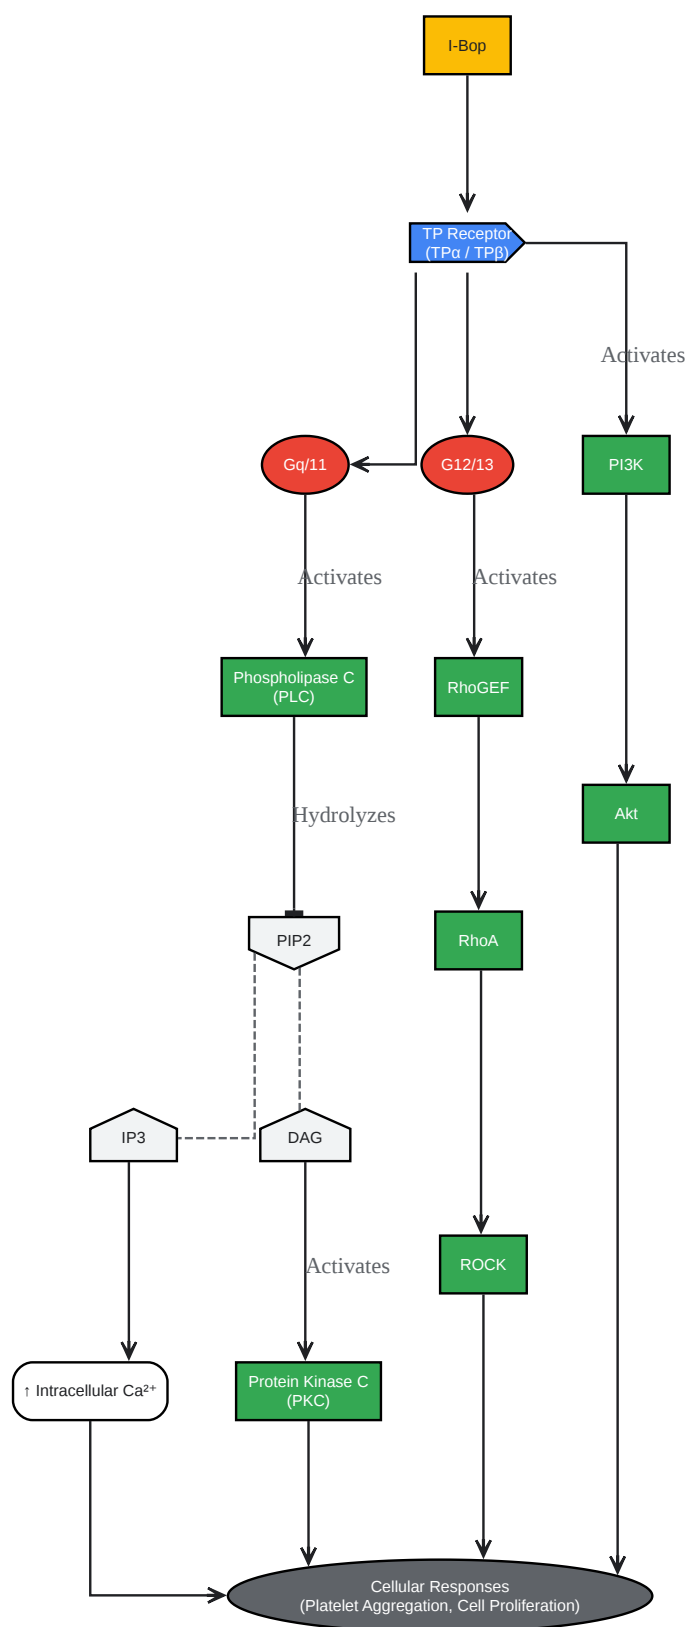 I-Bop
TP Receptor
(TPα / TPβ)
Activates
Gq/11
G12/13
PI3K
Activates
Activates
Phospholipase C
(PLC)
RhoGEF
Hydrolyzes
Akt
PIP2
RhoA
IP3
DAG
Activates
ROCK
↑ Intracellular Ca²⁺
Protein Kinase C
(PKC)
Cellular Responses
(Platelet Aggregation, Cell Proliferation)